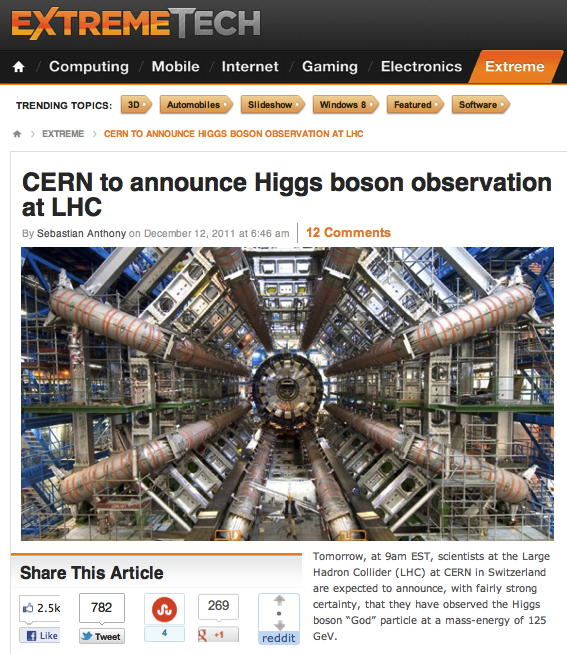 EXTREMETECH
Computing / Mobile / Internet / Gaming / Electronics Extreme
TRENDING TOPICS: 3D Automobiles Slideshow Windows 8 Featured Software
EXTREME > CERN TO ANNOUNCE HIGGS BOSON OBSERVATION AT LHC
CERN to announce Higgs boson observation
at LHC
By Sebastian Anthony on December 12, 2011 at 6:46 am | 12 Comments
Share This Article
2.5k
Like
782
Tweet
4
269
+1
reddit
Tomorrow, at 9am EST, scientists at the Large
Hadron Collider (LHC) at CERN in Switzerland
are expected to announce, with fairly strong
certainty, that they have observed the Higgs
boson “God” particle at a mass-energy of 125
GeV.